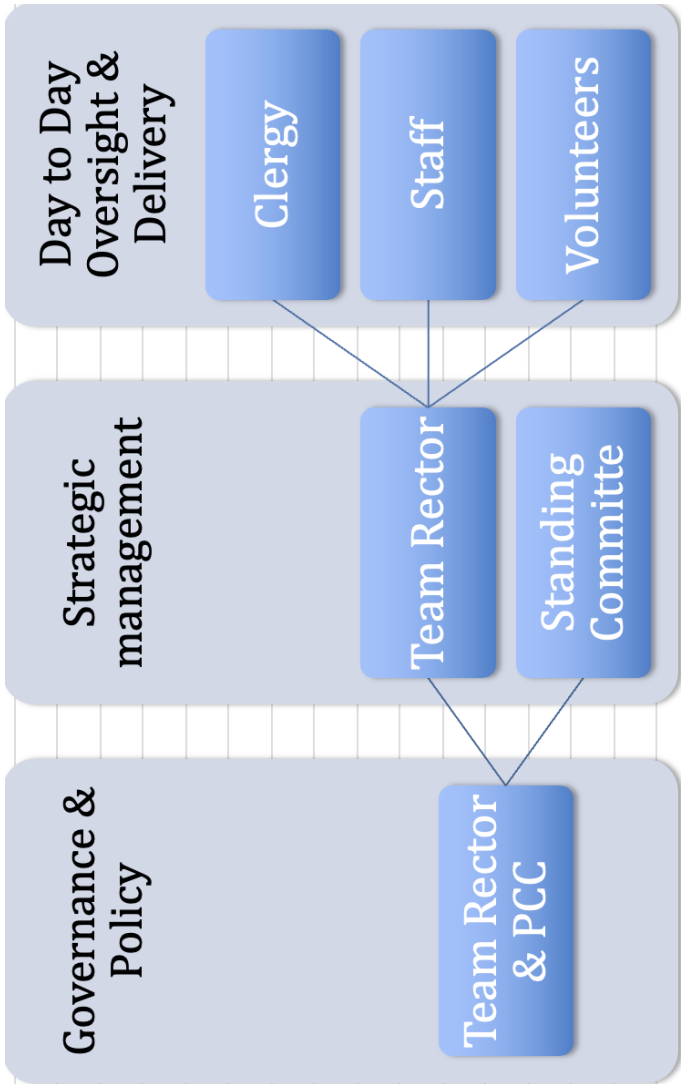 Governance &
Policy
Team Rector
& PCC
Strategic
management
Team Rector
Standing
Committe
Day to Day
Oversight &
Delivery
Clergy
Staff
Volunteers